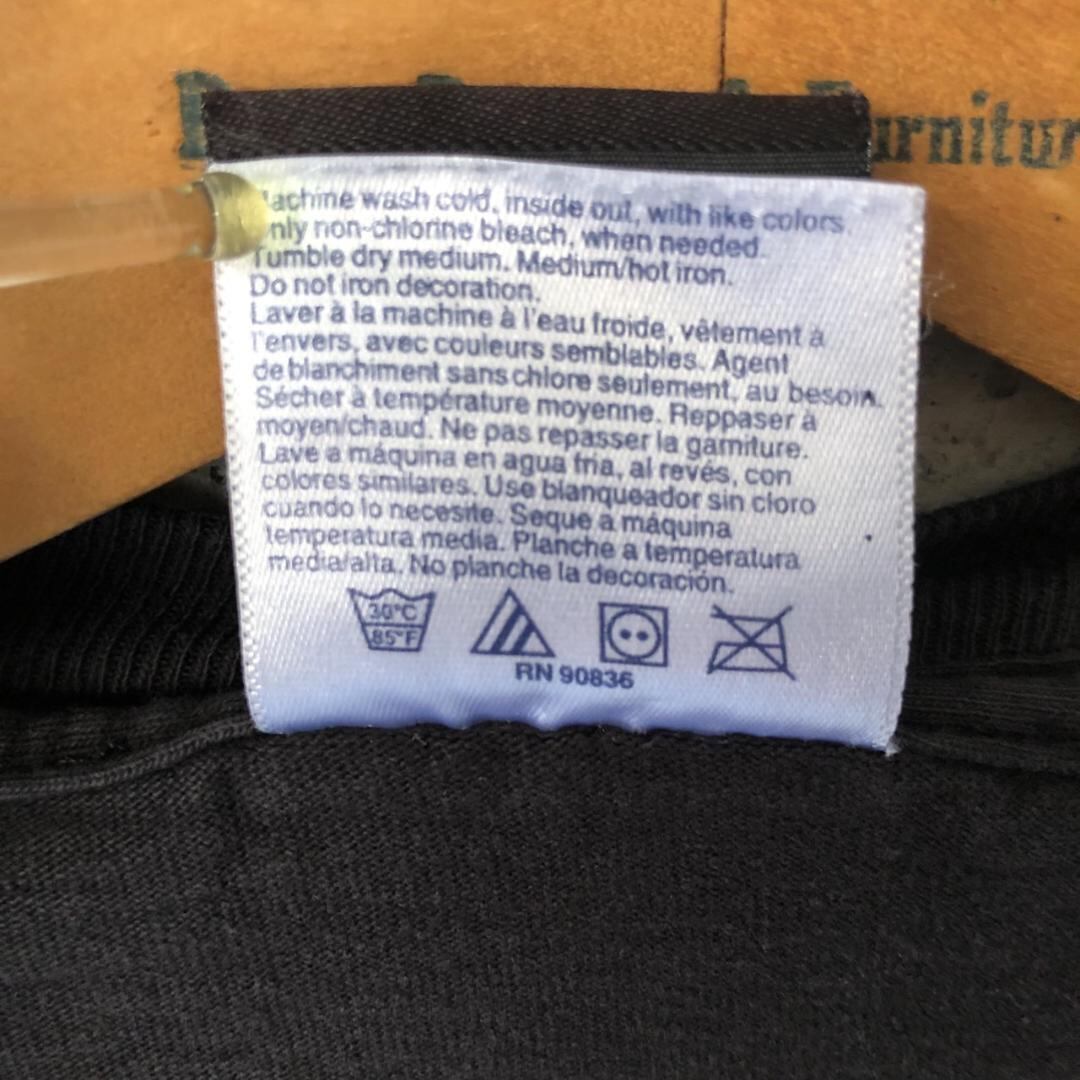 urnitur
achine wash cold, inside out, with like colors.
nly non-chlorine bleach, when needed.
Tumble dry medium. Medium/hot iron.
Do not iron decoration.
Laver à la machine à l'eau froide, vêtement à
l'envers, avec couleurs semblables. Agent
de blanchiment sans chlore seulement, au besoin.
Sécher à température moyenne. Reppaser à
moyen/chaud. Ne pas repasser la garniture.
Lave a máquina en agua fria, al revés, con
colores similares. Use blanqueador sin cloro
cuando lo necesite. Seque a máquina
temperatura media. Planche a temperatura
media/alta. No planche la decoración.
30°C
85°F
RN 90836